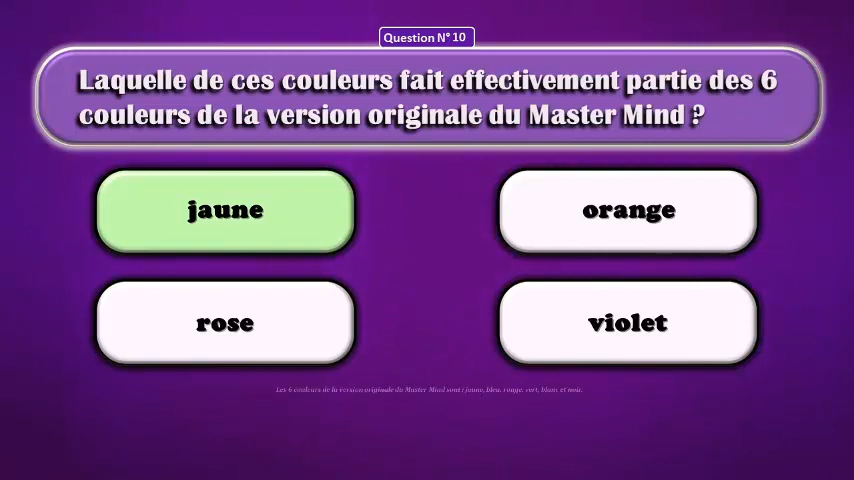 Question N° 10
Laquelle de ces couleurs fait effectivement partie des 6
couleurs de la version originale du Master Mind ?
jaune
orange
rose
violet
Les 6 couleurs de la version originale du Master Mind sont : jaune, bleu, rouge, vert, blanc et noir.